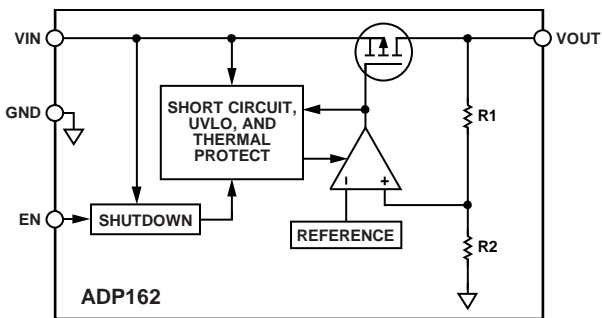 VIN
VOUT
GND
SHORT CIRCUIT,
UVLO, AND
THERMAL
PROTECT
R1
– +
EN
SHUTDOWN
REFERENCE
R2
ADP162